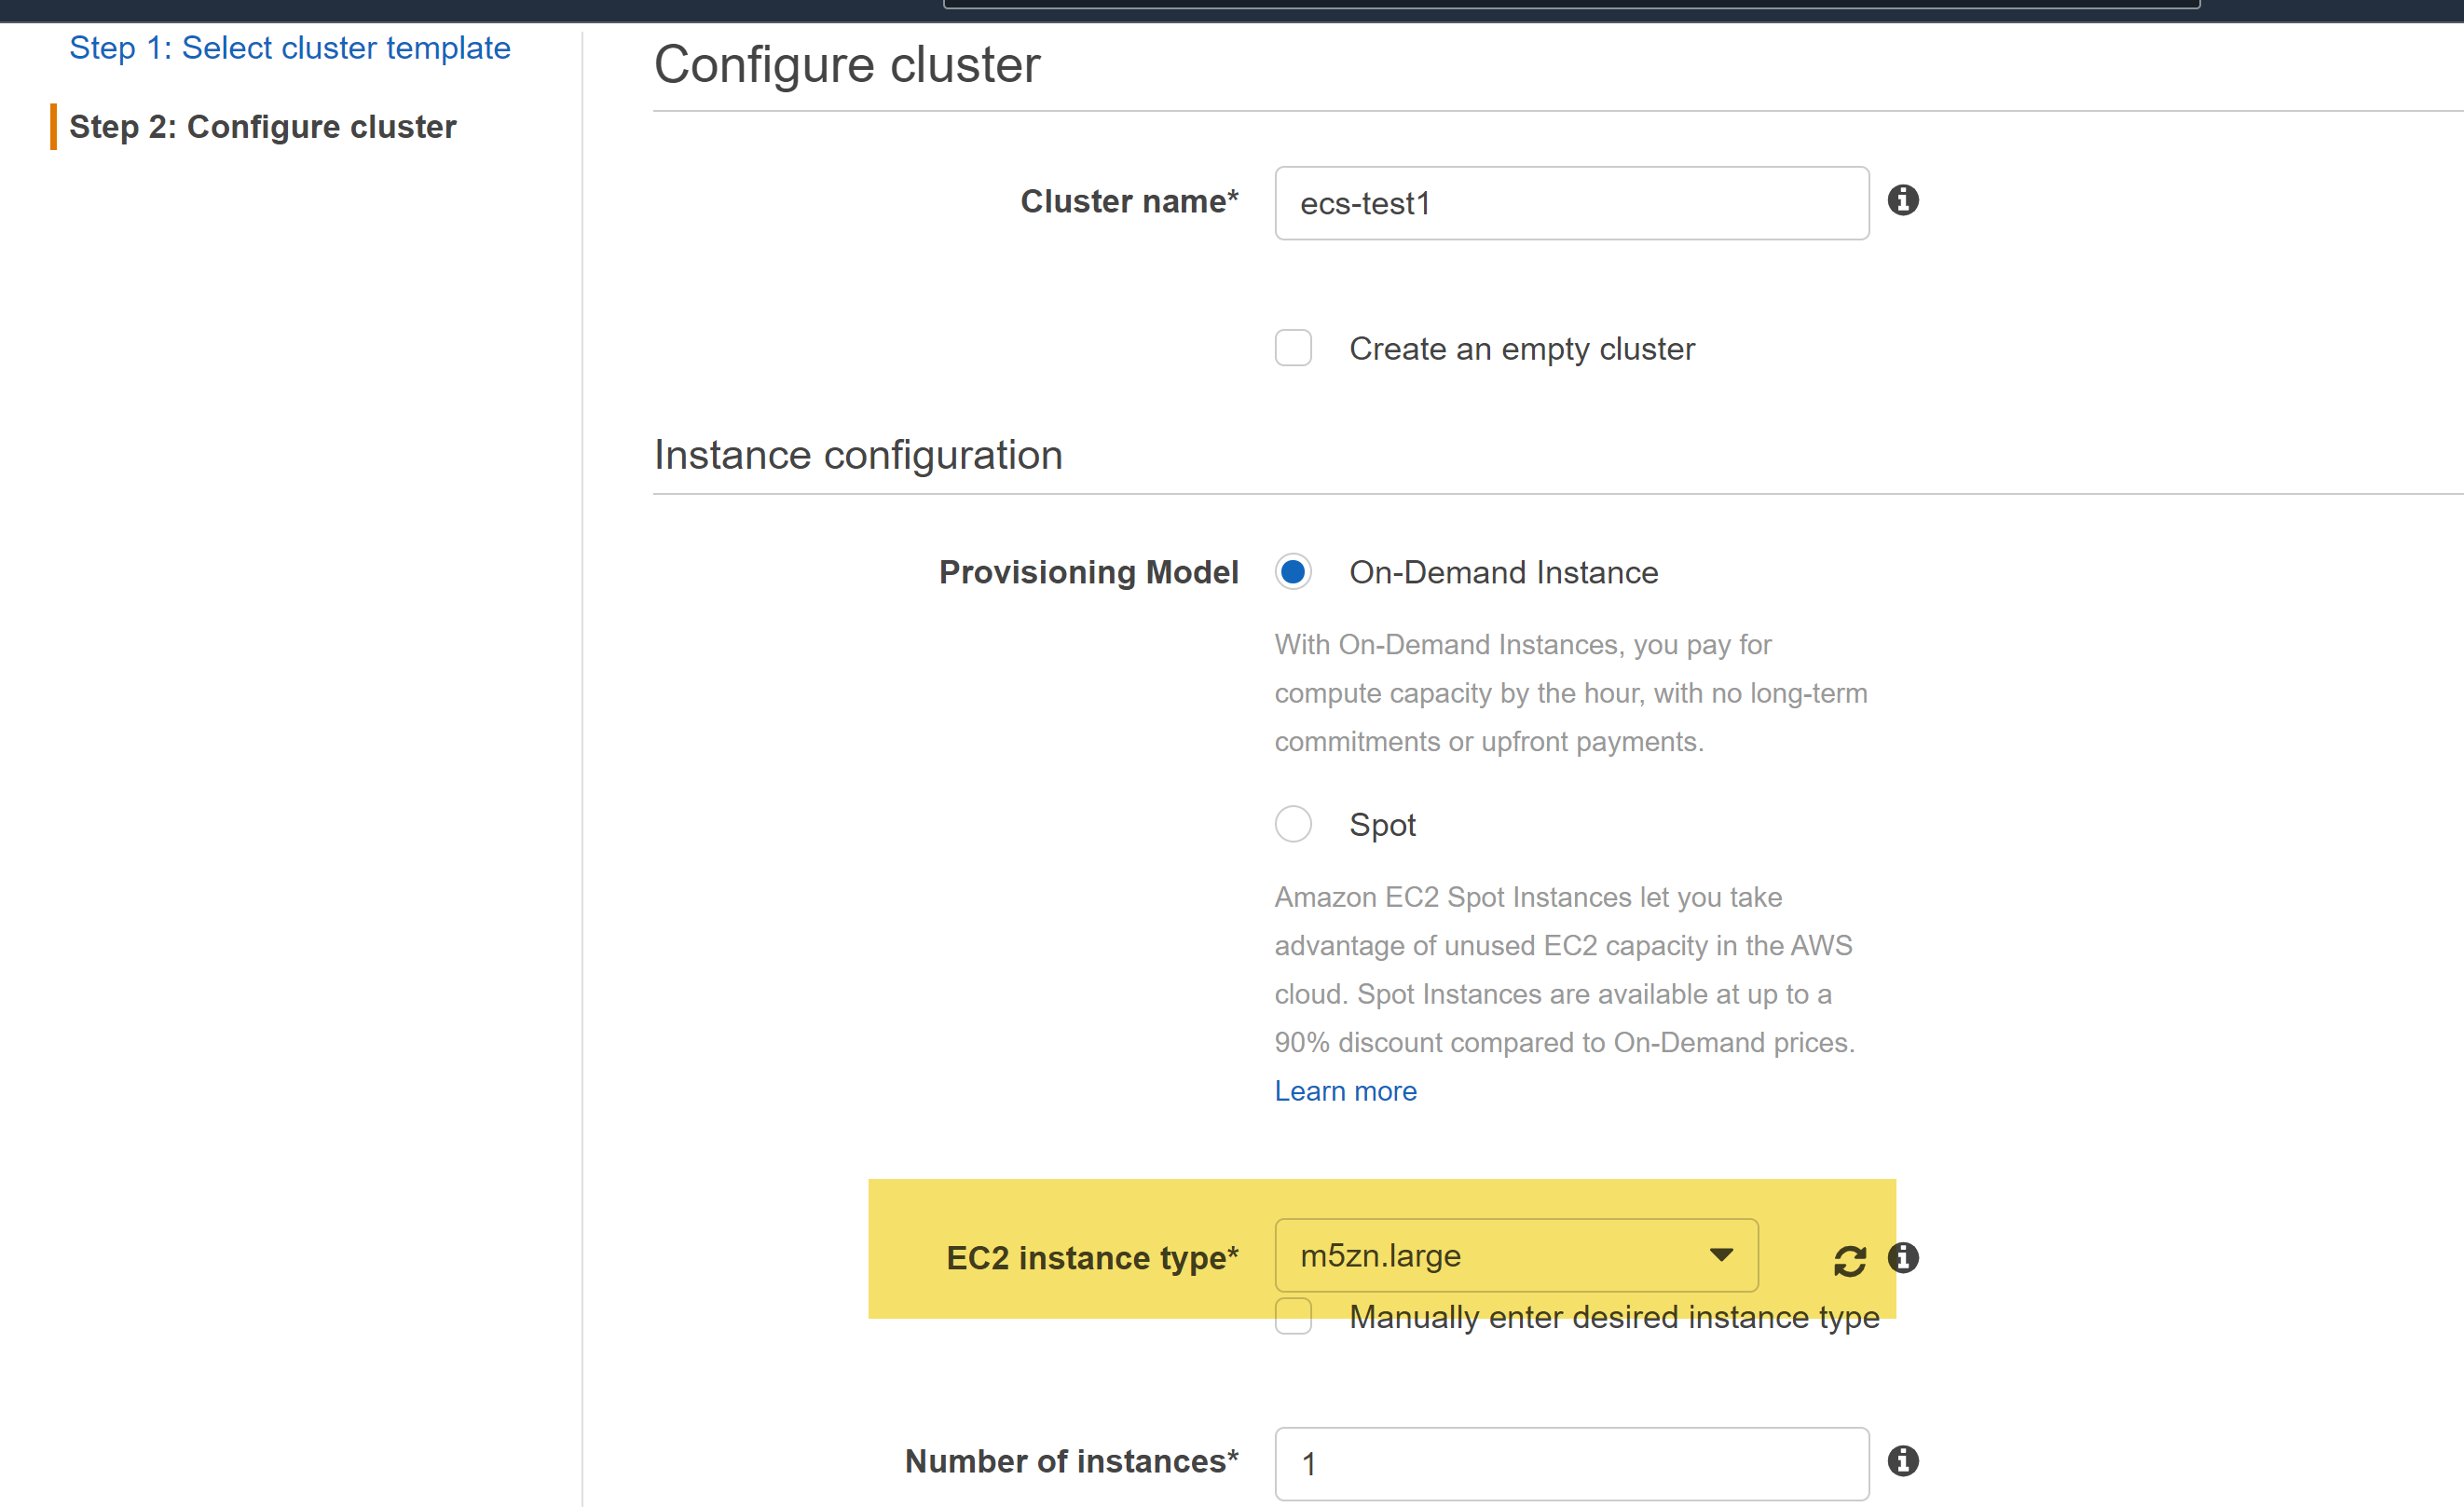 Step 1: Select cluster template
Step 2: Configure cluster
Configure cluster
Cluster name*
ecs-test1
Create an empty cluster
Instance configuration
Provisioning Model
On-Demand Instance
With On-Demand Instances, you pay for
compute capacity by the hour, with no long-term
commitments or upfront payments.
Spot
Amazon EC2 Spot Instances let you take
advantage of unused EC2 capacity in the AWS
cloud. Spot Instances are available at up to a
90% discount compared to On-Demand prices.
Learn more
EC2 instance type*
m5zn.large
Manually enter desired instance type
Number of instances*
1